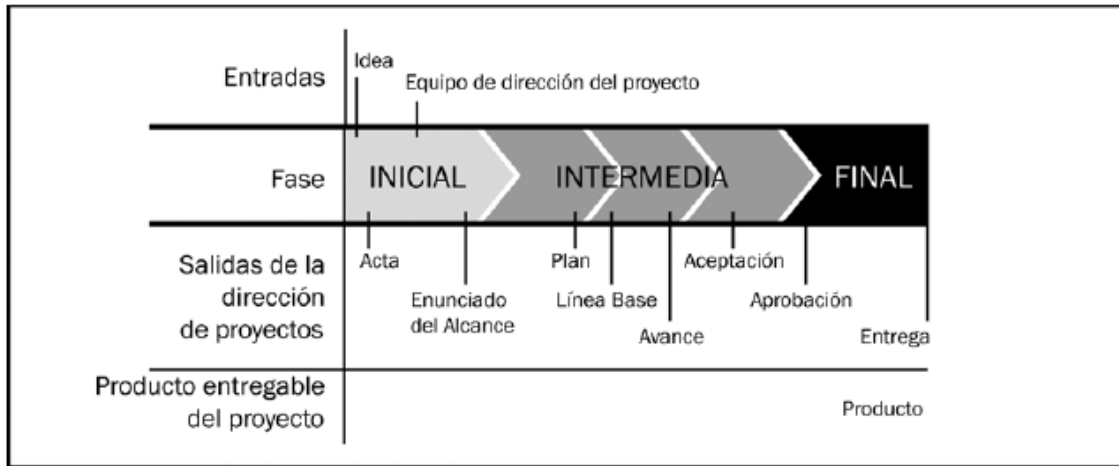 Entradas
Idea
Equipo de dirección del proyecto
Fase
INICIAL
INTERMEDIA
FINAL
Salidas de la
dirección
de proyectos
Acta
Enunciado
del Alcance
Plan
Línea Base
Avance
Aceptación
Aprobación
Entrega
Producto entregable
del proyecto
Producto